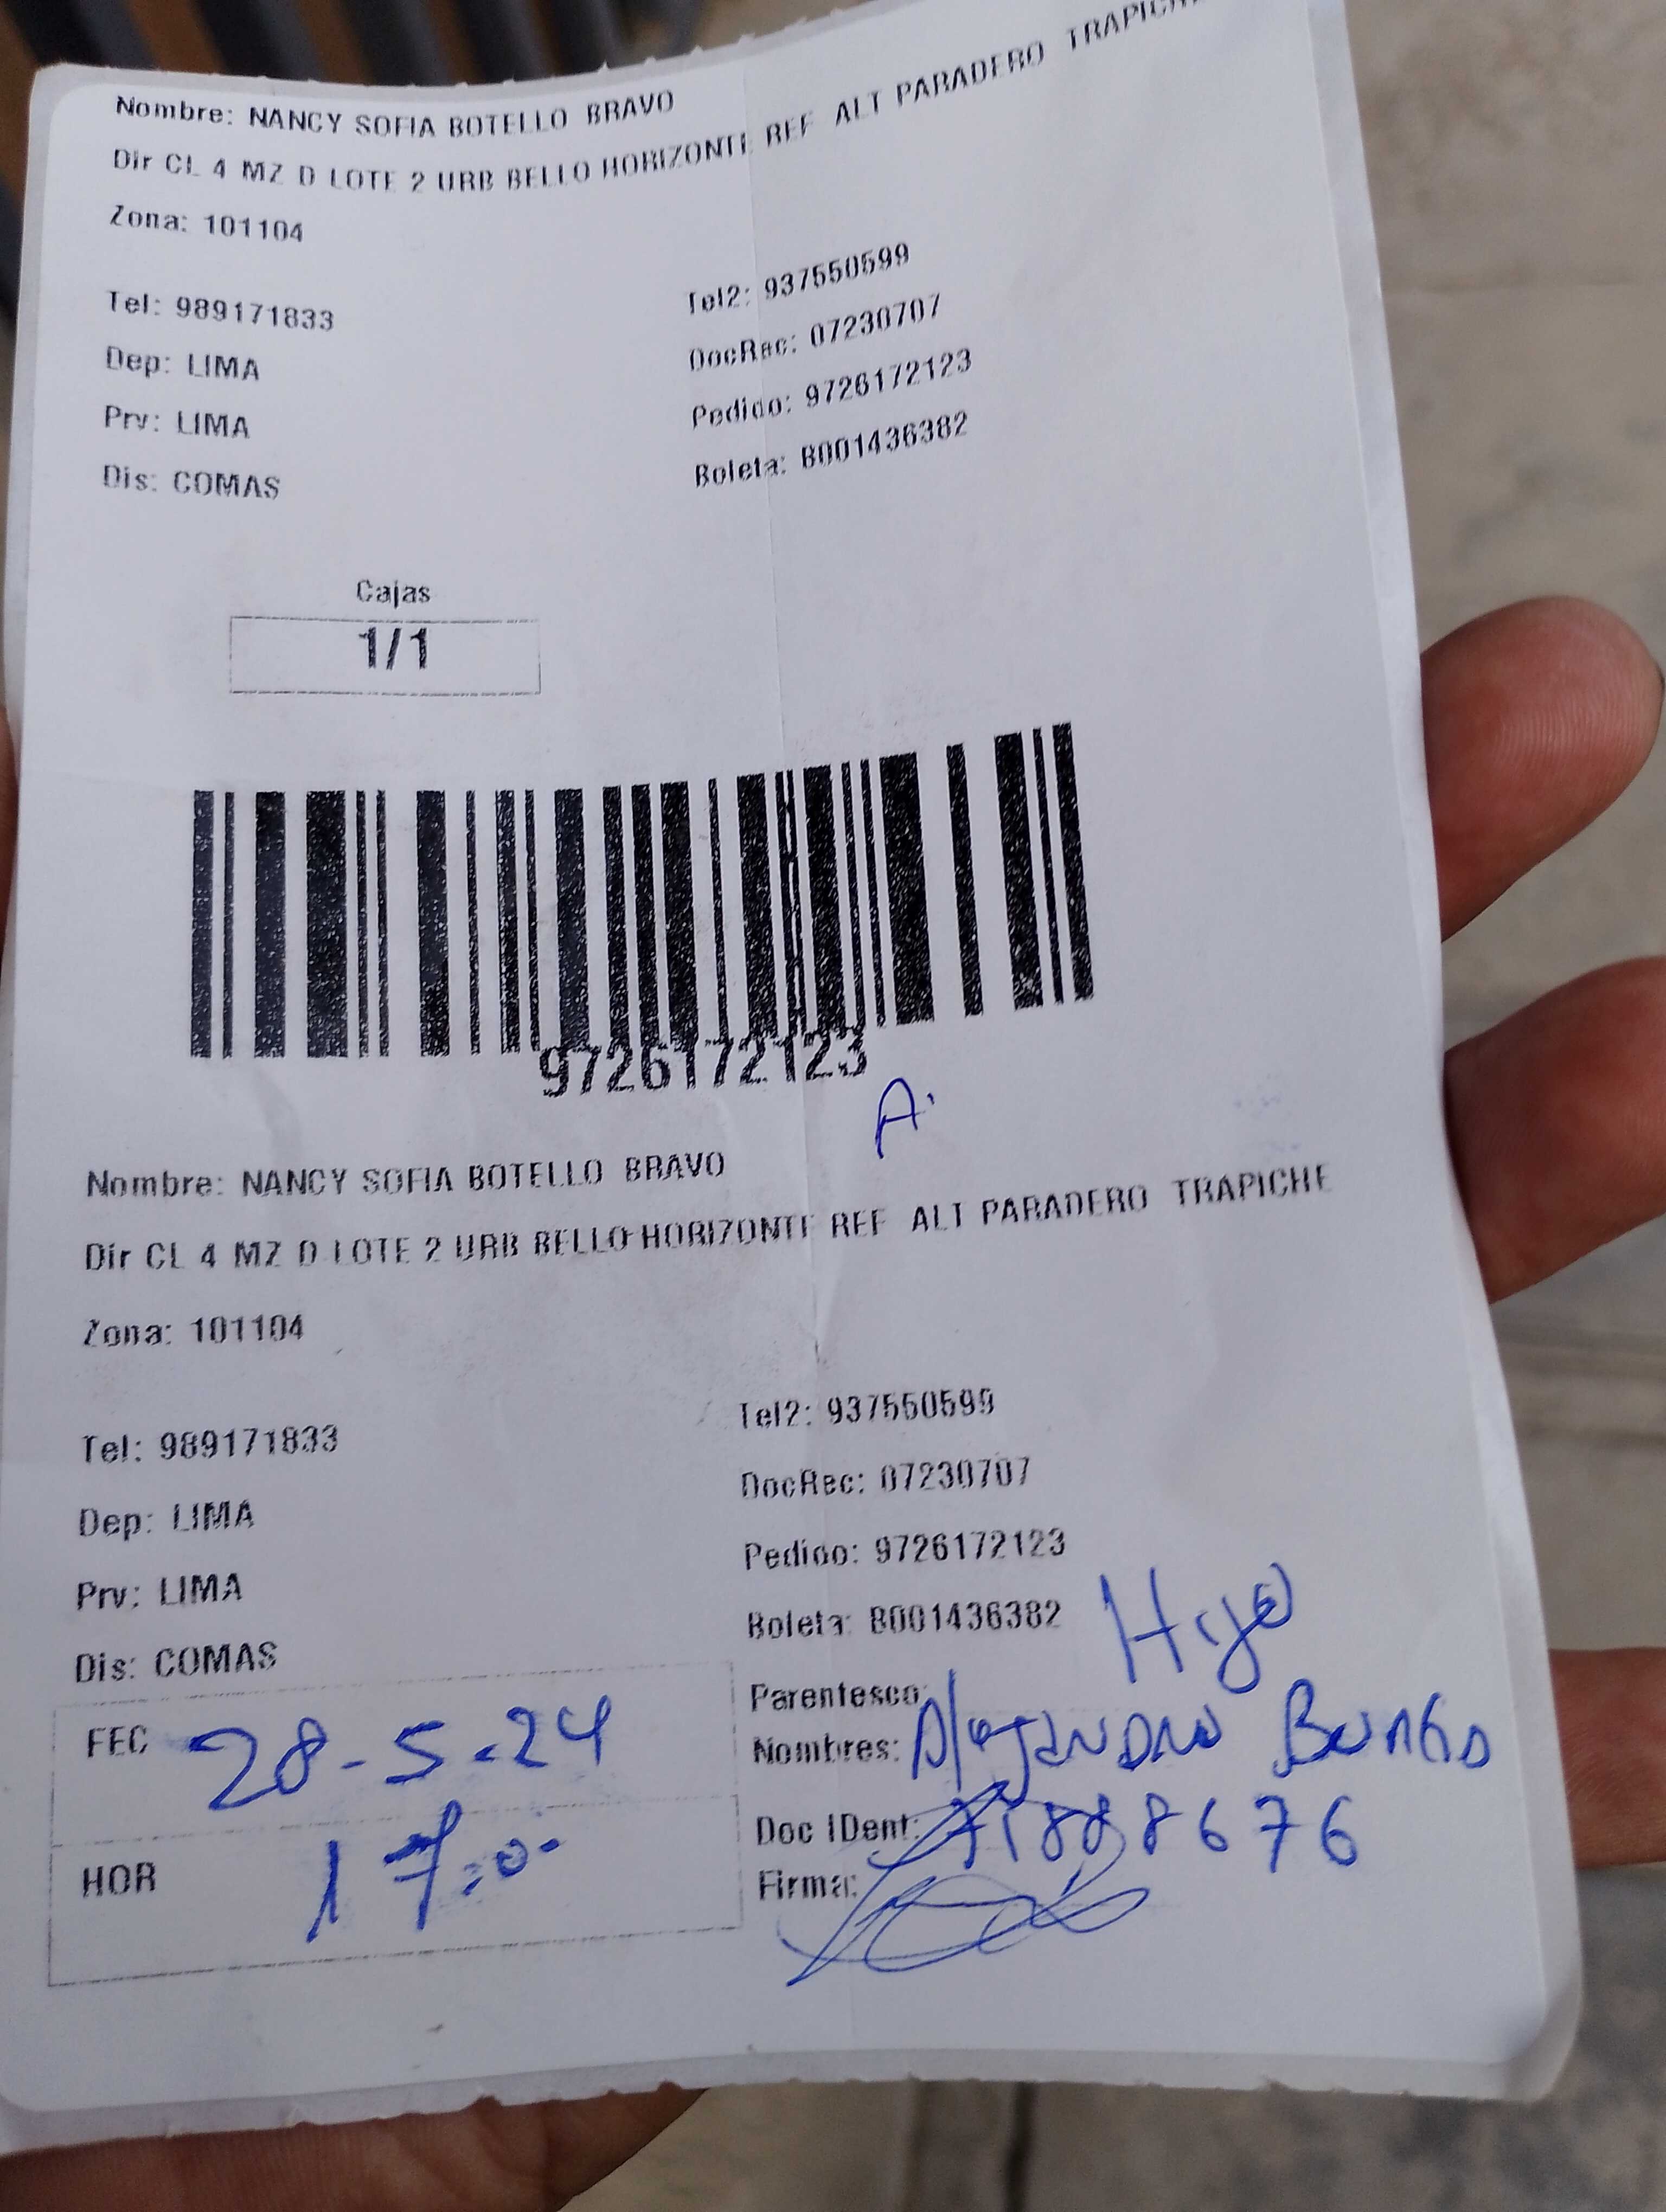 Nombre: NANCY SOFIA BOTELLO BRAVO
Dir CL 4 MZ D LOTE 2 URB BELLO HORIZONTE REF ALT PARADERO TRAPICHE
Zona: 101104
Tel: 989171833
Tel2: 937550599
Dep: LIMA
DocRec: 07230707
Prv: LIMA
Pedido: 9726172123
Dis: COMAS
Boleta: B001436382
Cajas
1/1
9726172123
A
Nombre: NANCY SOFIA BOTELLO BRAVO
Dir CL 4 MZ D LOTE 2 URB BELLO HORIZONTE REF ALT PARADERO TRAPICHE
Zona: 101104
Tel: 989171833
Tel2: 937550599
Dep: LIMA
DocRec: 07230707
Prv: LIMA
Pedido: 9726172123
Dis: COMAS
Boleta: B001436382
Parentesco: Hijo
FEC 28-5-24
Nombres: Alejandro
HOR 17:00
Doc IDent: 71888676
Firma: